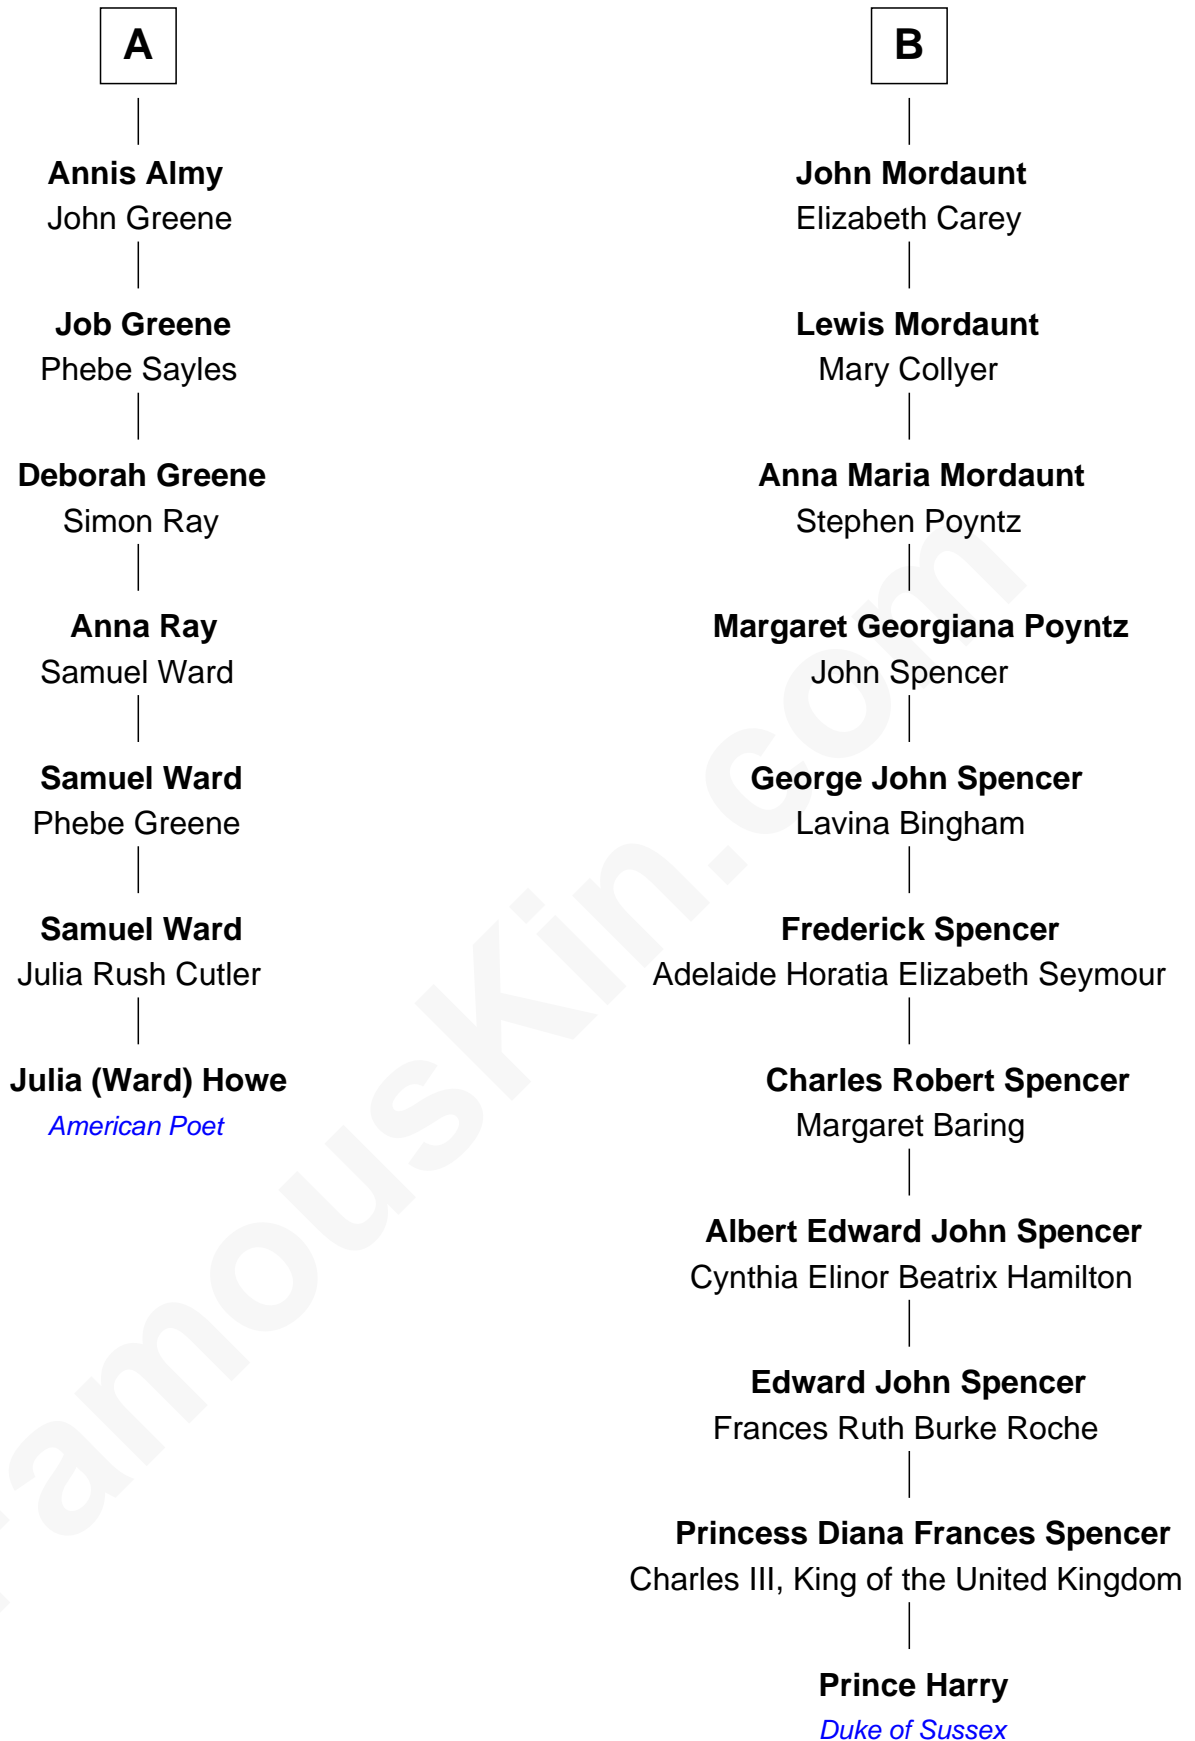 A
Annis Almy
John Greene
Job Greene
Phebe Sayles
Deborah Greene
Simon Ray
Anna Ray
Samuel Ward
Samuel Ward
Phebe Greene
Samuel Ward
Julia Rush Cutler
Julia (Ward) Howe
American Poet
B
John Mordaunt
Elizabeth Carey
Lewis Mordaunt
Mary Collyer
Anna Maria Mordaunt
Stephen Poyntz
Margaret Georgiana Poyntz
John Spencer
George John Spencer
Lavina Bingham
Frederick Spencer
Adelaide Horatia Elizabeth Seymour
Charles Robert Spencer
Margaret Baring
Albert Edward John Spencer
Cynthia Elinor Beatrix Hamilton
Edward John Spencer
Frances Ruth Burke Roche
Princess Diana Frances Spencer
Charles III, King of the United Kingdom
Prince Harry
Duke of Sussex
FamousKin.com